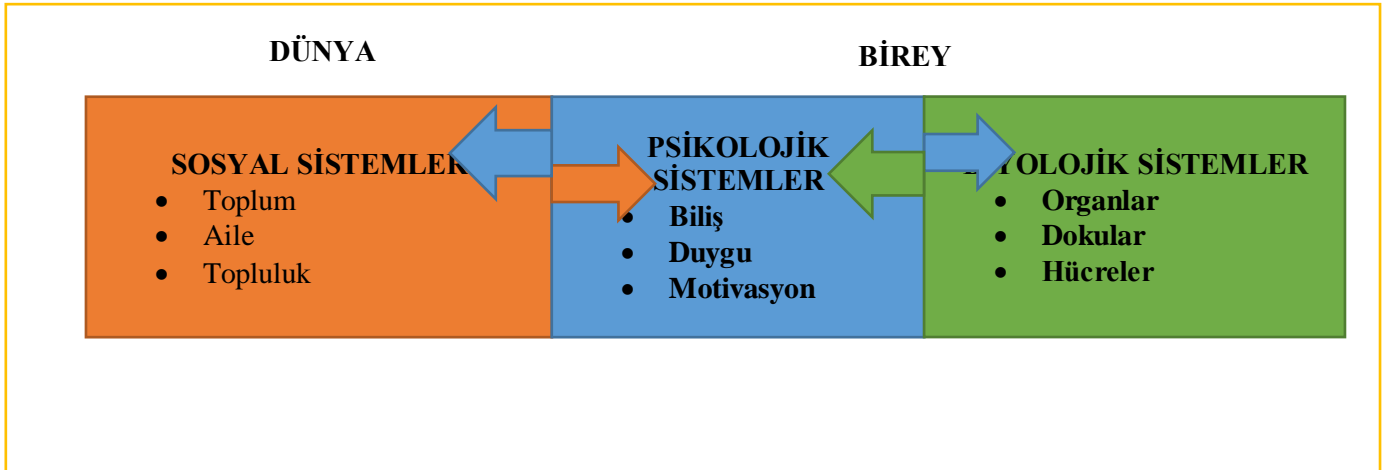 DÜNYA
BİREY
SOSYAL SİSTEMLER
• Toplum
• Aile
• Topluluk
PSİKOLOJİK
SİSTEMLER
• Biliş
• Duygu
• Motivasyon
YOLOJİK SİSTEMLER
• Organlar
• Dokular
• Hücreler